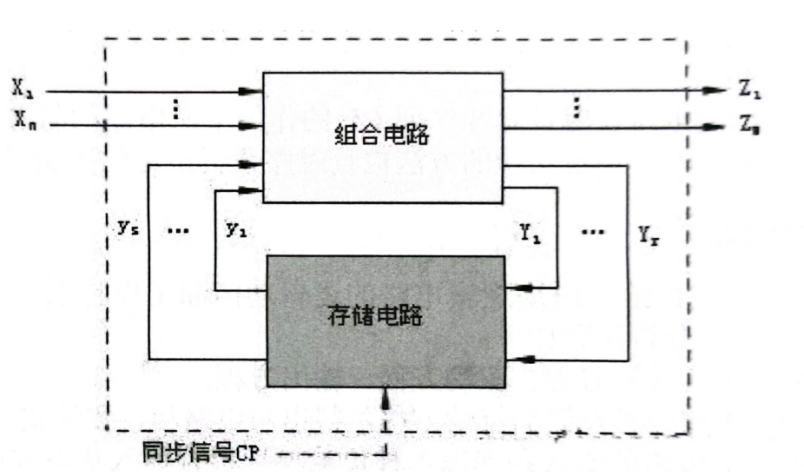 X₁ Z₁
⋮ ⋮
Xₙ 组合电路 Zₘ
yₛ … y₁ Y₁ … Yᵣ
存储电路
同步信号CP